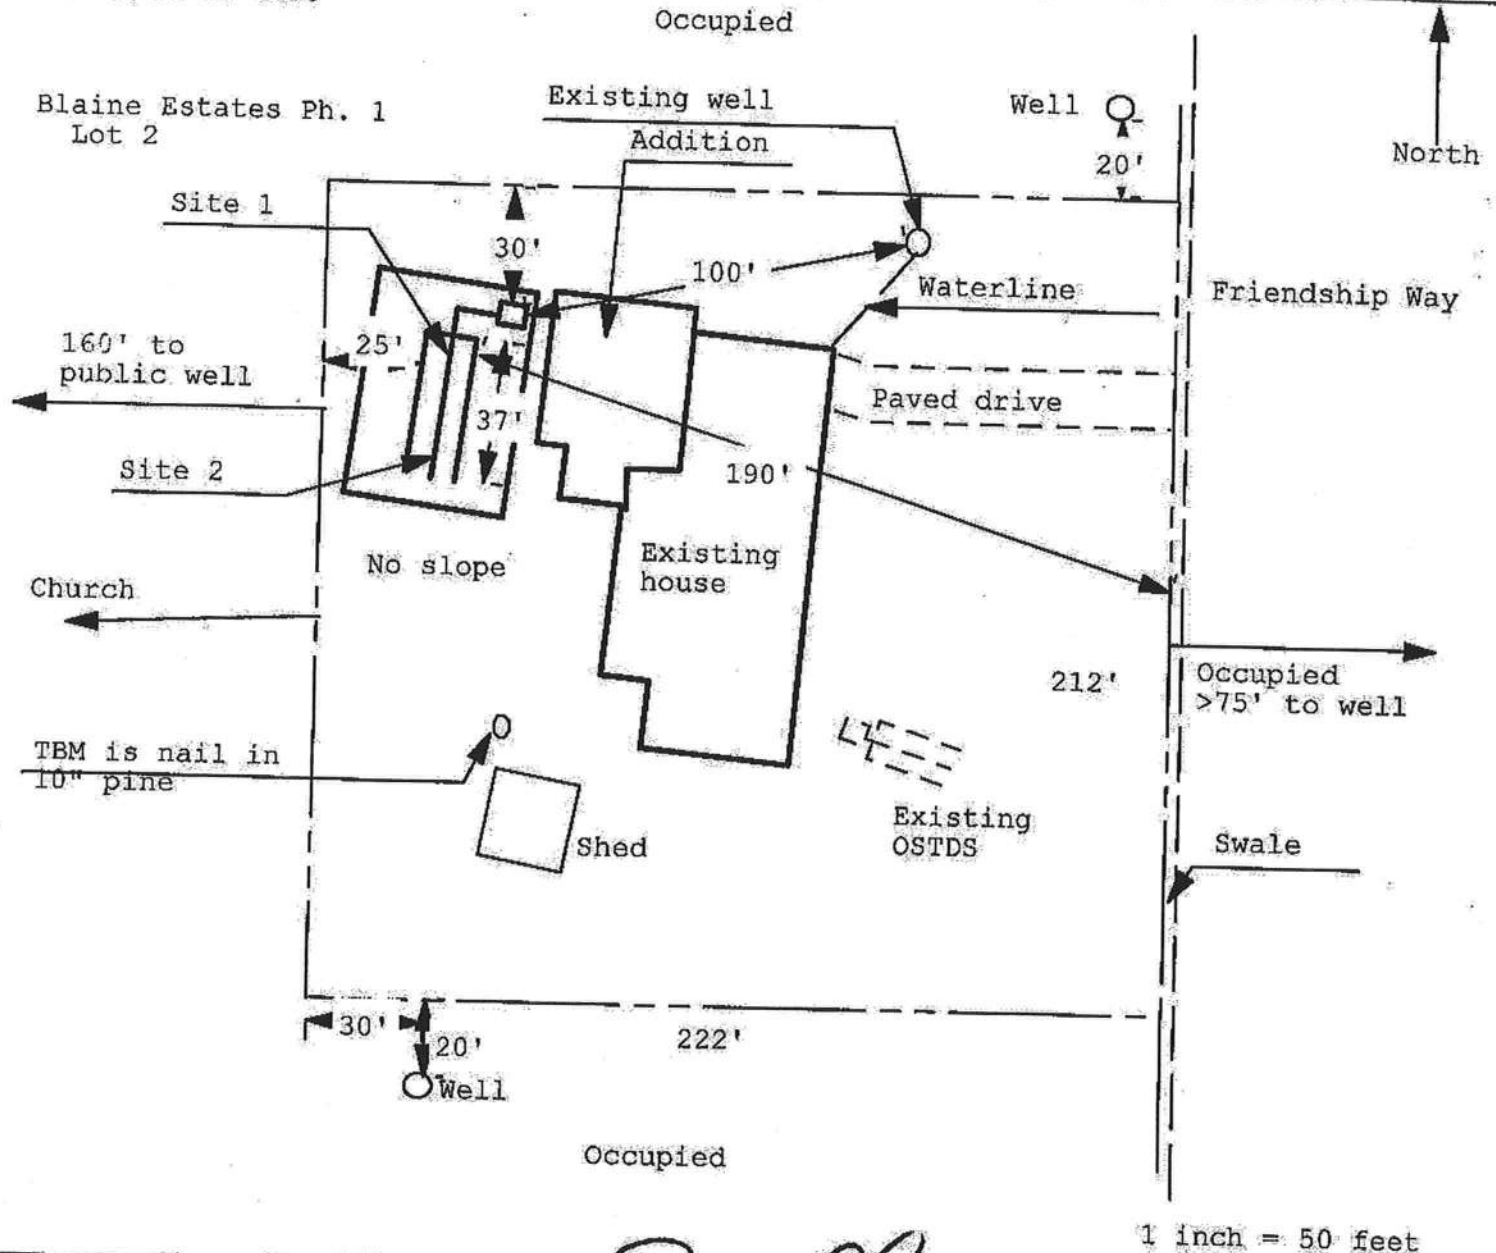 Occupied
Blaine Estates Ph. 1
Lot 2
Existing well
Addition
Well
20'
North
Site 1
30'
100'
Waterline
Friendship Way
160' to
public well
25'
Paved drive
37'
Site 2
190'
No slope
Existing
house
Church
212'
Occupied
>75' to well
TBM is nail in
10" pine
Shed
Existing
OSTDS
Swale
30'
20'
222'
Well
Occupied
1 inch = 50 feet